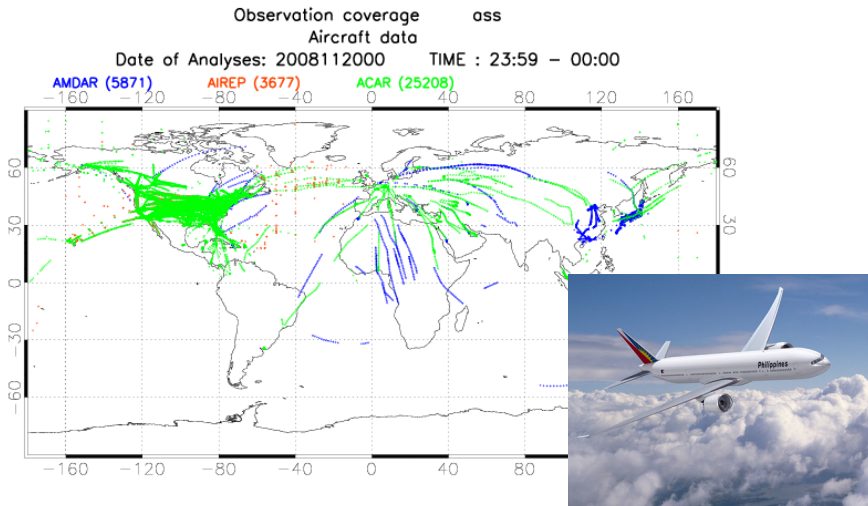 Observation coverage ass
Aircraft data
Date of Analyses: 2008112000 TIME : 23:59 - 00:00
AMDAR (5871) AIREP (3677) ACAR (25208)
-160 -120 -80 -40 0 40 80 120 160
60 60
30 30
0
-30
-60
-160 -120 -80 -40 0 40 80
Philippines